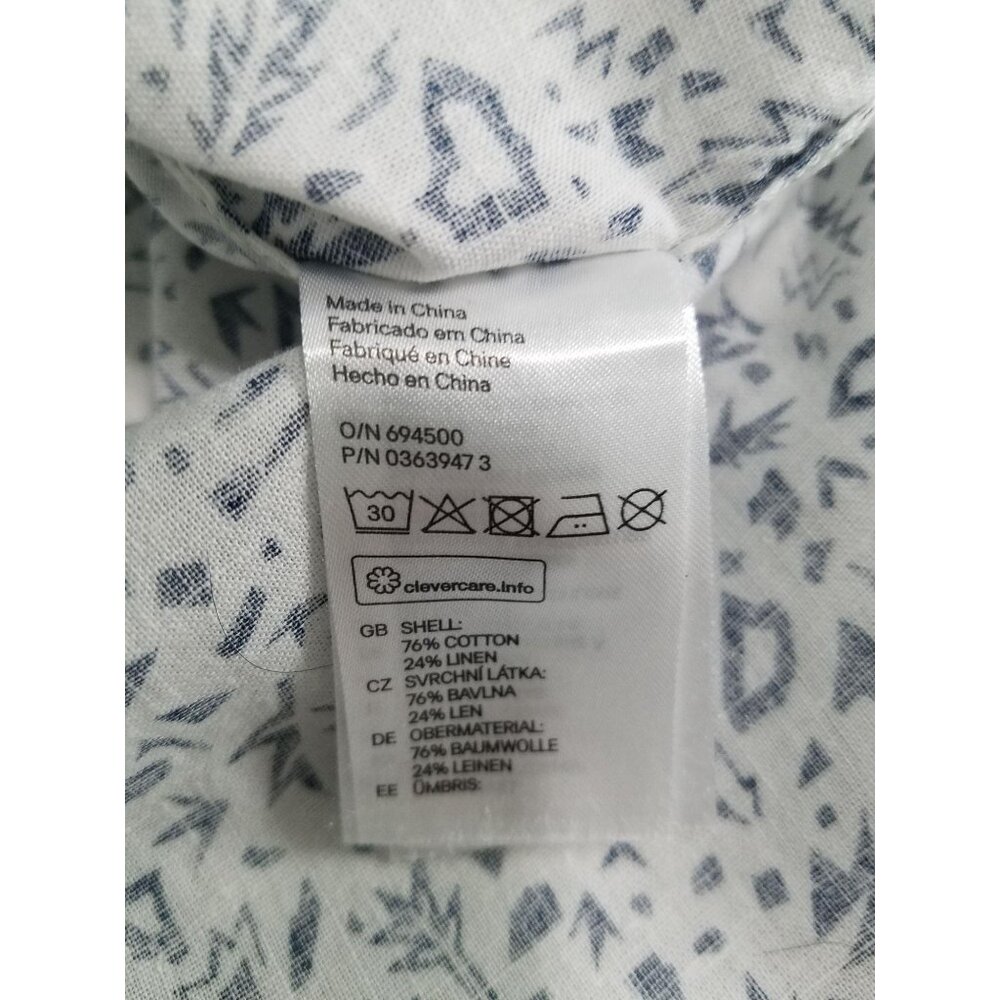 Made in China
Fabricado em China
Fabriqué en Chine
Hecho en China
O/N 694500
P/N 0363947 3
30
clevercare.info
GB SHELL:
76% COTTON
24% LINEN
CZ SVRCHNÍ LÁTKA:
76% BAVLNA
24% LEN
DE OBERMATERIAL:
76% BAUMWOLLE
24% LEINEN
EE ÜMBRIS: